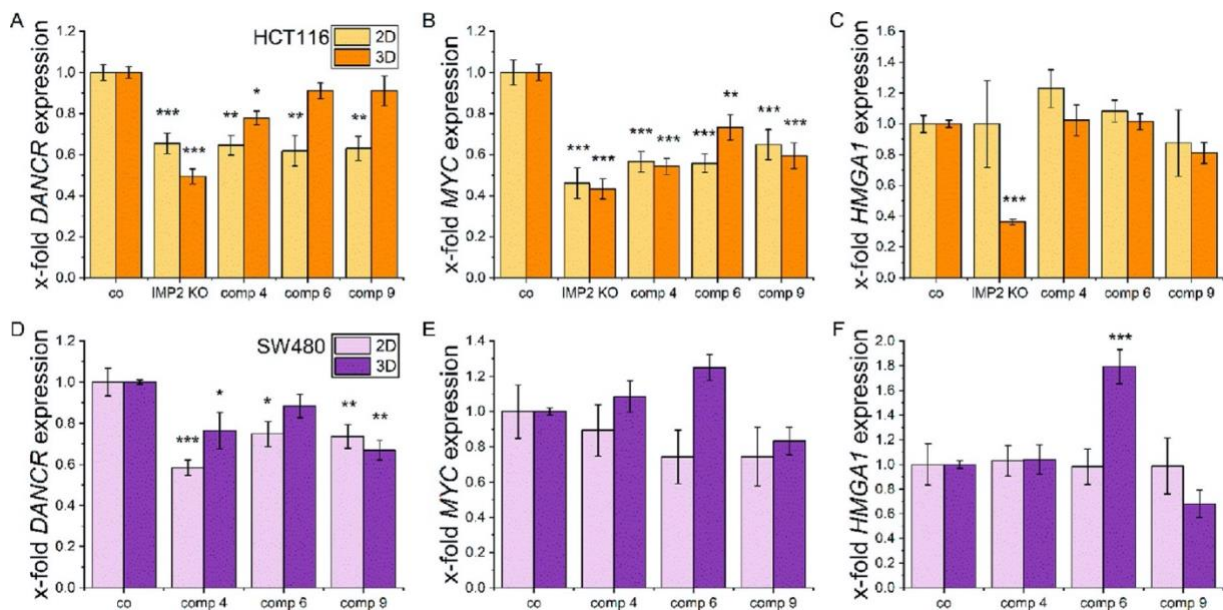 A
HCT116
2D
3D
x-fold DANCR expression
1.2
1.0
0.8
0.6
0.4
0.2
0.0
***
***
**
*
**
**
co
IMP2 KO
comp 4
comp 6
comp 9
B
x-fold MYC expression
1.2
1.0
0.8
0.6
0.4
0.2
0.0
***
***
***
***
***
**
***
***
co
IMP2 KO
comp 4
comp 6
comp 9
C
x-fold HMGA1 expression
1.6
1.4
1.2
1.0
0.8
0.6
0.4
0.2
0.0
***
co
IMP2 KO
comp 4
comp 6
comp 9
D
SW480
2D
3D
x-fold DANCR expression
1.2
1.0
0.8
0.6
0.4
0.2
0.0
***
*
*
**
**
co
comp 4
comp 6
comp 9
E
x-fold MYC expression
1.4
1.2
1.0
0.8
0.6
0.4
0.2
0.0
co
comp 4
comp 6
comp 9
F
x-fold HMGA1 expression
2.0
1.8
1.6
1.4
1.2
1.0
0.8
0.6
0.4
0.2
0.0
***
co
comp 4
comp 6
comp 9